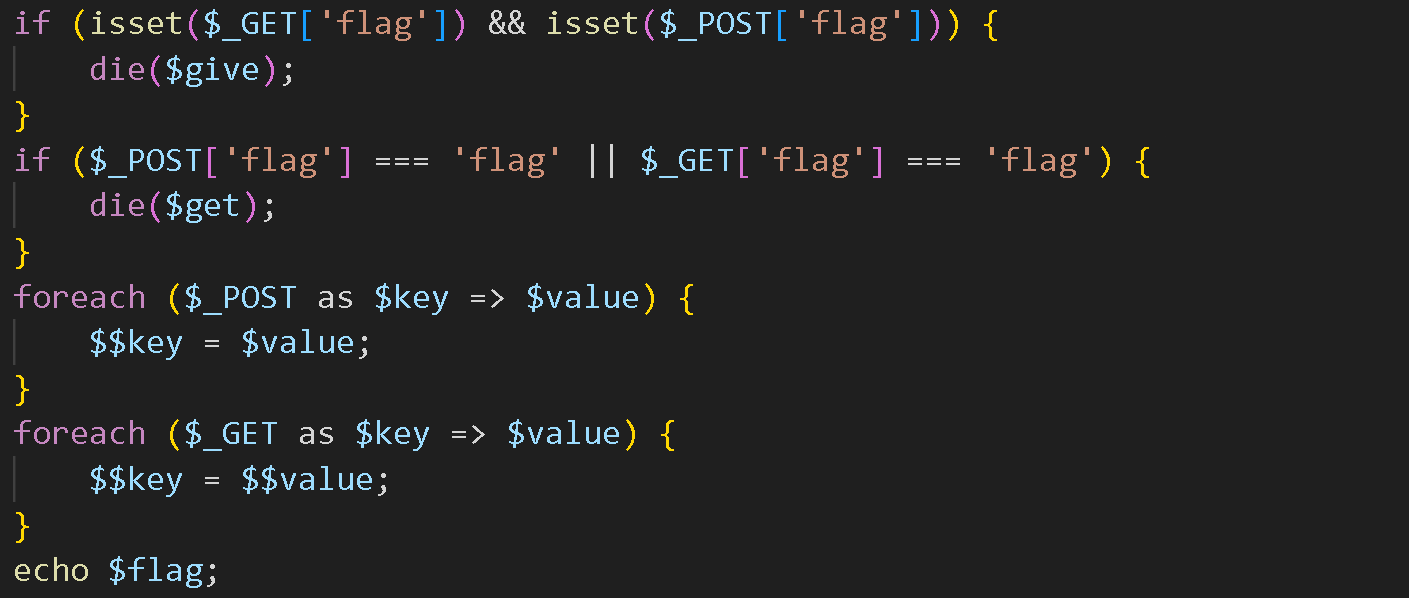 if (isset($_GET['flag']) && isset($_POST['flag'])) {
    die($give);
}
if ($_POST['flag'] === 'flag' || $_GET['flag'] === 'flag') {
    die($get);
}
foreach ($_POST as $key => $value) {
    $$key = $value;
}
foreach ($_GET as $key => $value) {
    $$key = $$value;
}
echo $flag;